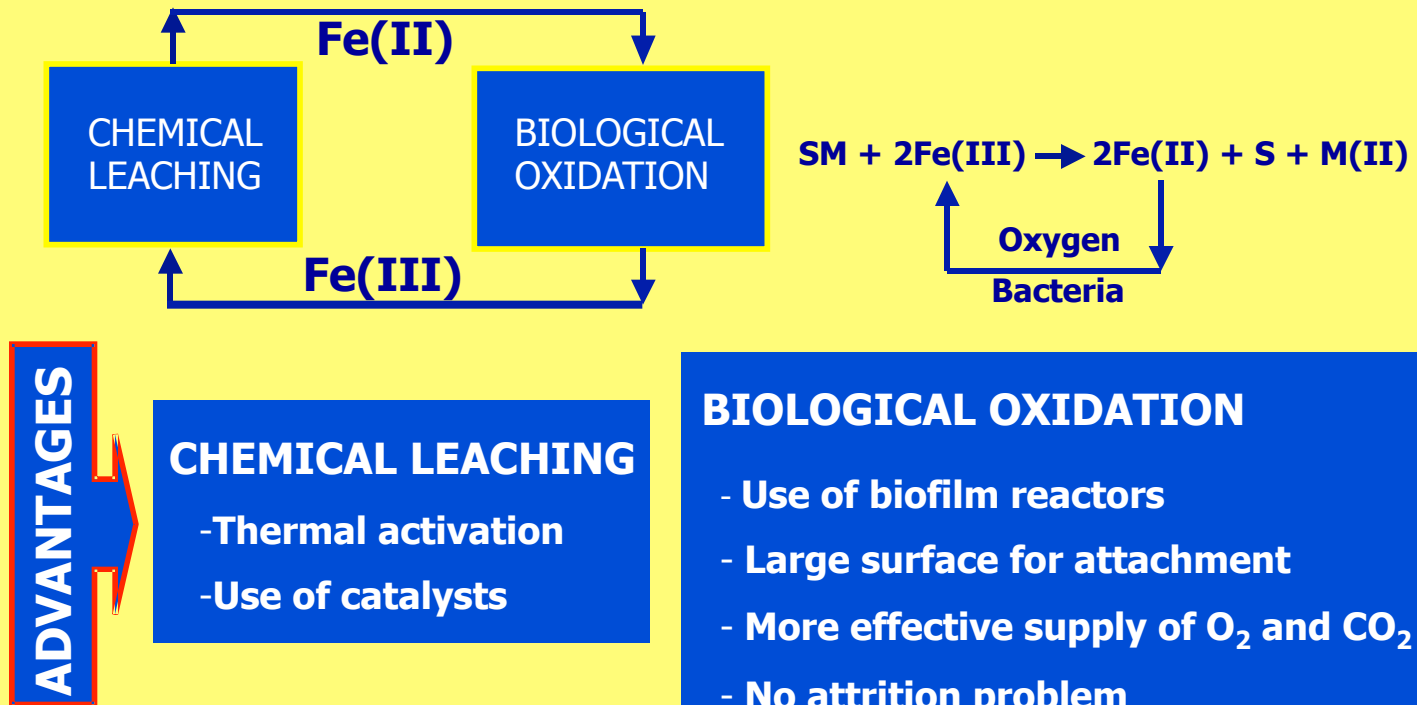 Fe(II)
CHEMICAL
LEACHING
BIOLOGICAL
OXIDATION
Fe(III)
SM + 2Fe(III) → 2Fe(II) + S + M(II)
Oxygen
Bacteria
ADVANTAGES
CHEMICAL LEACHING
-Thermal activation
-Use of catalysts
BIOLOGICAL OXIDATION
- Use of biofilm reactors
- Large surface for attachment
- More effective supply of O₂ and CO₂
- No attrition problem